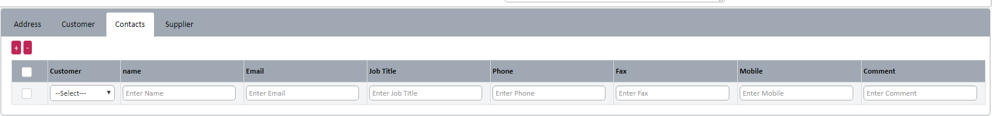 Address Customer Contacts Supplier
+ -
Customer name Email Job Title Phone Fax Mobile Comment
--Select--- Enter Name Enter Email Enter Job Title Enter Phone Enter Fax Enter Mobile Enter Comment